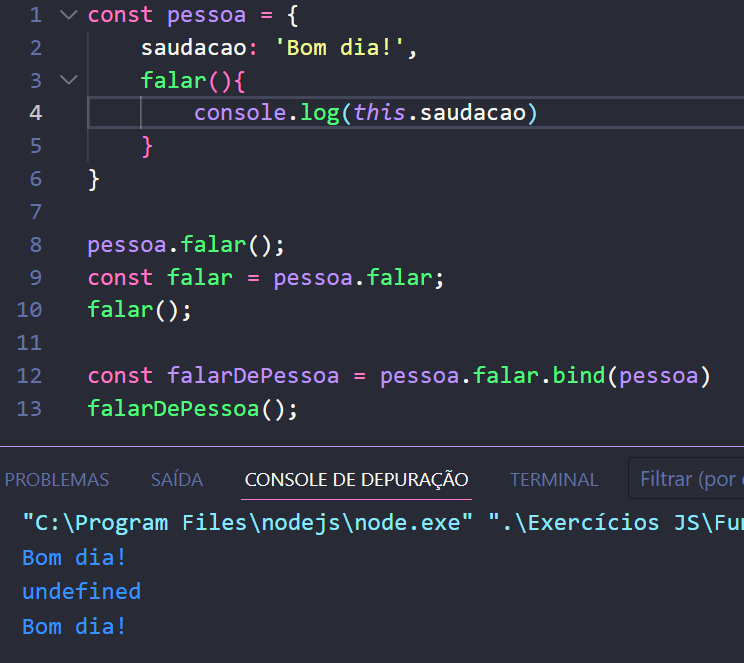 1 const pessoa = {
2 saudacao: 'Bom dia!',
3 falar(){
4 console.log(this.saudacao)
5 }
6 }
7
8 pessoa.falar();
9 const falar = pessoa.falar;
10 falar();
11
12 const falarDePessoa = pessoa.falar.bind(pessoa)
13 falarDePessoa();
PROBLEMAS SAÍDA CONSOLE DE DEPURAÇÃO TERMINAL Filtrar (por
"C:\Program Files\nodejs\node.exe" ".\Exercícios JS\Fu
Bom dia!
undefined
Bom dia!